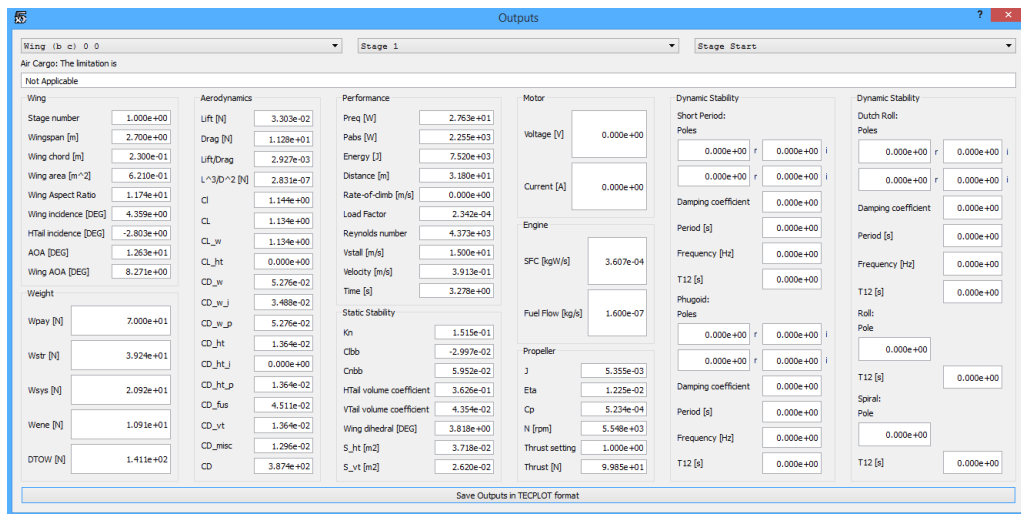 Outputs
?
×
Wing (b c) 0 0
Stage 1
Stage Start
Air Cargo: The limitation is
Not Applicable
Wing
Stage number 1.000e+00
Wingspan [m] 2.700e+00
Wing chord [m] 2.300e-01
Wing area [m^2] 6.210e-01
Wing Aspect Ratio 1.174e+01
Wing incidence [DEG] 4.359e+00
HTail incidence [DEG] -2.803e+00
AOA [DEG] 1.263e+01
Wing AOA [DEG] 8.271e+00
Weight
Wpay [N] 7.000e+01
Wstr [N] 3.924e+01
Wsys [N] 2.092e+01
Wene [N] 1.091e+01
DTOW [N] 1.411e+02
Aerodynamics
Lift [N] 3.303e-02
Drag [N] 1.128e+01
Lift/Drag 2.927e-03
L^3/D^2 [N] 2.831e-07
Cl 1.144e+00
CL 1.134e+00
CL_w 1.134e+00
CL_ht 0.000e+00
CD_w 5.276e-02
CD_w_i 3.488e-02
CD_w_p 5.276e-02
CD_ht 1.364e-02
CD_ht_i 0.000e+00
CD_ht_p 1.364e-02
CD_fus 4.511e-02
CD_vt 1.364e-02
CD_misc 1.296e-02
CD 3.874e+02
Performance
Preq [W] 2.763e+01
Pabs [W] 2.255e+03
Energy [J] 7.520e+03
Distance [m] 3.180e+01
Rate-of-climb [m/s] 0.000e+00
Load Factor 2.342e-04
Reynolds number 4.373e+03
Vstall [m/s] 1.500e+01
Velocity [m/s] 3.913e-01
Time [s] 3.278e+00
Static Stability
Kn 1.515e-01
Clbb -2.997e-02
Cnbb 5.952e-02
HTail volume coefficient 3.626e-01
VTail volume coefficient 4.354e-02
Wing dihedral [DEG] 3.818e+00
S_ht [m2] 3.718e-02
S_vt [m2] 2.620e-02
Motor
Voltage [V] 0.000e+00
Current [A] 0.000e+00
Engine
SFC [kgW/s] 3.607e-04
Fuel Flow [kg/s] 1.600e-07
Propeller
J 5.355e-03
Eta 1.225e-02
Cp 5.234e-04
N [rpm] 5.548e+03
Thrust setting 1.000e+00
Thrust [N] 9.985e+01
Dynamic Stability
Short Period:
Poles
0.000e+00 r 0.000e+00 i
0.000e+00 r 0.000e+00 i
Damping coefficient 0.000e+00
Period [s] 0.000e+00
Frequency [Hz] 0.000e+00
T12 [s] 0.000e+00
Phugoid:
Poles
0.000e+00 r 0.000e+00 i
0.000e+00 r 0.000e+00 i
Damping coefficient 0.000e+00
Period [s] 0.000e+00
Frequency [Hz] 0.000e+00
T12 [s] 0.000e+00
Dynamic Stability
Dutch Roll:
Poles
0.000e+00 r 0.000e+00 i
0.000e+00 r 0.000e+00 i
Damping coefficient 0.000e+00
Period [s] 0.000e+00
Frequency [Hz] 0.000e+00
T12 [s] 0.000e+00
Roll:
Pole
0.000e+00
T12 [s] 0.000e+00
Spiral:
Pole
0.000e+00
T12 [s] 0.000e+00
Save Outputs in TECPLOT format